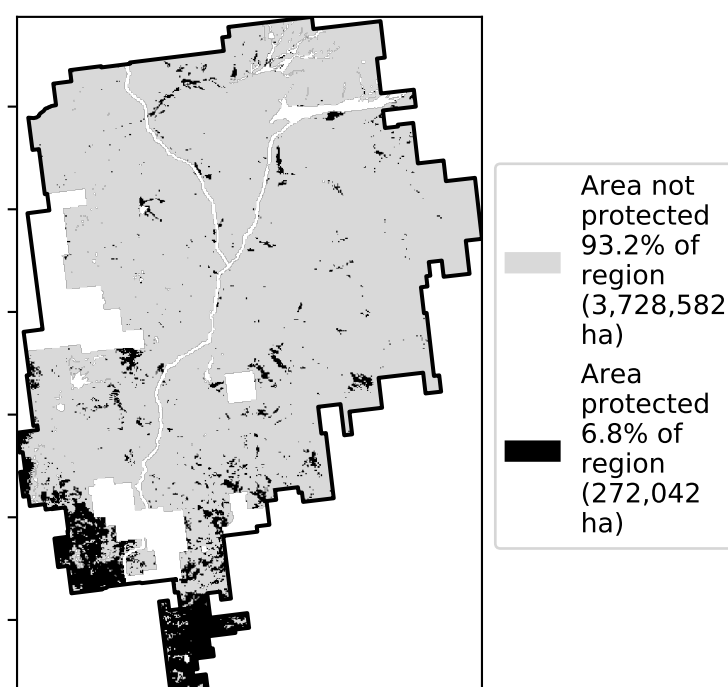 Area not
protected
93.2% of
region
(3,728,582
ha)
Area
protected
6.8% of
region
(272,042
ha)